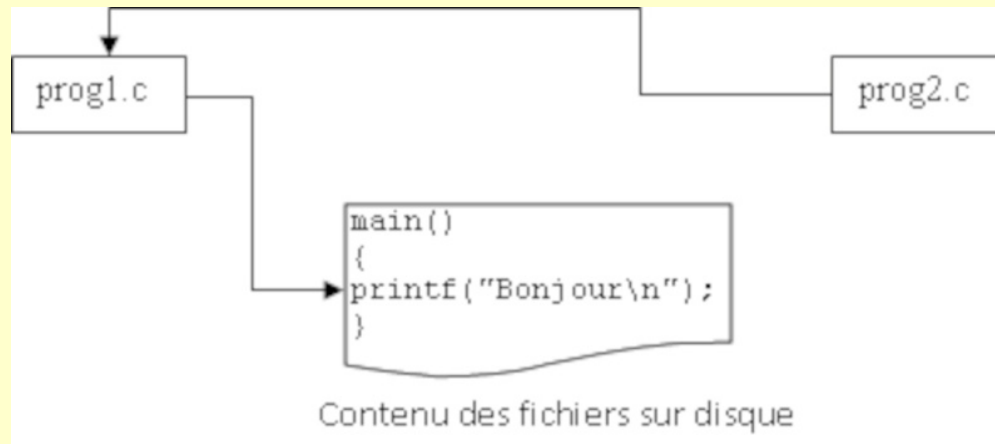 prog1.c
prog2.c
main()
{
printf("Bonjour\n");
}
Contenu des fichiers sur disque